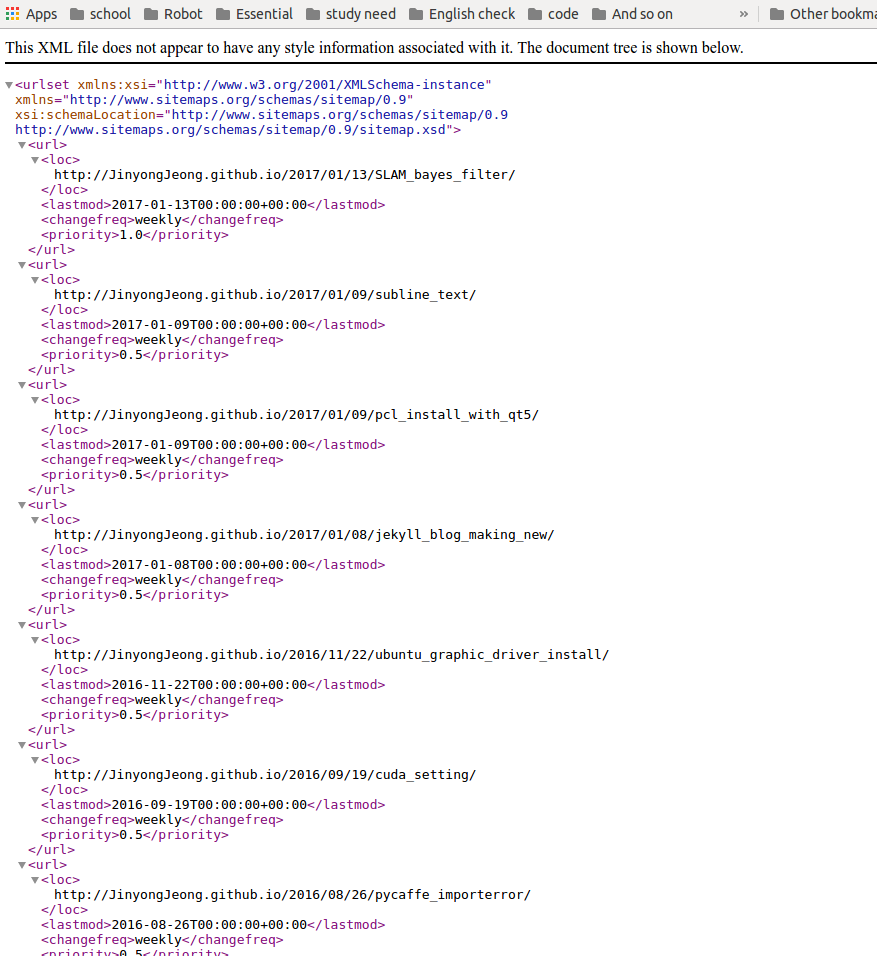 Apps school Robot Essential study need English check code And so on » Other bookma
This XML file does not appear to have any style information associated with it. The document tree is shown below.
▼<urlset xmlns:xsi="http://www.w3.org/2001/XMLSchema-instance"
xmlns="http://www.sitemaps.org/schemas/sitemap/0.9"
xsi:schemaLocation="http://www.sitemaps.org/schemas/sitemap/0.9
http://www.sitemaps.org/schemas/sitemap/0.9/sitemap.xsd">
▼<url>
▼<loc>
http://JinyongJeong.github.io/2017/01/13/SLAM_bayes_filter/
</loc>
<lastmod>2017-01-13T00:00:00+00:00</lastmod>
<changefreq>weekly</changefreq>
<priority>1.0</priority>
</url>
▼<url>
▼<loc>
http://JinyongJeong.github.io/2017/01/09/subline_text/
</loc>
<lastmod>2017-01-09T00:00:00+00:00</lastmod>
<changefreq>weekly</changefreq>
<priority>0.5</priority>
</url>
▼<url>
▼<loc>
http://JinyongJeong.github.io/2017/01/09/pcl_install_with_qt5/
</loc>
<lastmod>2017-01-09T00:00:00+00:00</lastmod>
<changefreq>weekly</changefreq>
<priority>0.5</priority>
</url>
▼<url>
▼<loc>
http://JinyongJeong.github.io/2017/01/08/jekyll_blog_making_new/
</loc>
<lastmod>2017-01-08T00:00:00+00:00</lastmod>
<changefreq>weekly</changefreq>
<priority>0.5</priority>
</url>
▼<url>
▼<loc>
http://JinyongJeong.github.io/2016/11/22/ubuntu_graphic_driver_install/
</loc>
<lastmod>2016-11-22T00:00:00+00:00</lastmod>
<changefreq>weekly</changefreq>
<priority>0.5</priority>
</url>
▼<url>
▼<loc>
http://JinyongJeong.github.io/2016/09/19/cuda_setting/
</loc>
<lastmod>2016-09-19T00:00:00+00:00</lastmod>
<changefreq>weekly</changefreq>
<priority>0.5</priority>
</url>
▼<url>
▼<loc>
http://JinyongJeong.github.io/2016/08/26/pycaffe_importerror/
</loc>
<lastmod>2016-08-26T00:00:00+00:00</lastmod>
<changefreq>weekly</changefreq>
<priority>0.5</priority>